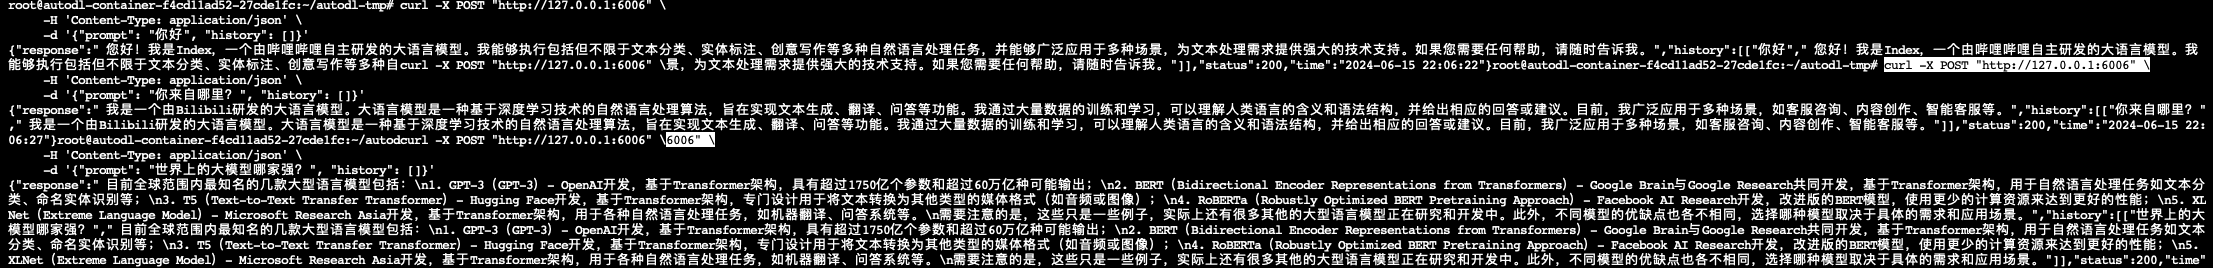 root@autodl-container-f4cd11ad52-27cde1fc:~/autodl-tmp# curl -X POST "http://127.0.0.1:6006" \
-H 'Content-Type: application/json' \
-d '{"prompt": "你好", "history": []}'
{"response":" 您好！我是Index，一个由哔哩哔哩自主研发的大语言模型。我能够执行包括但不限于文本分类、实体标注、创意写作等多种自然语言处理任务，并能够广泛应用于多种场景，为文本处理需求提供强大的技术支持。如果您需要任何帮助，请随时告诉我。","history":[["你好"," 您好！我是Index，一个由哔哩哔哩自主研发的大语言模型。我
能够执行包括但不限于文本分类、实体标注、创意写作等多种自curl -X POST "http://127.0.0.1:6006" \景，为文本处理需求提供强大的技术支持。如果您需要任何帮助，请随时告诉我。"]],"status":200,"time":"2024-06-15 22:06:22"}root@autodl-container-f4cd11ad52-27cde1fc:~/autodl-tmp# curl -X POST "http://127.0.0.1:6006" \
-H 'Content-Type: application/json' \
-d '{"prompt": "你来自哪里？", "history": []}'
{"response":" 我是一个由Bilibili研发的大语言模型。大语言模型是一种基于深度学习技术的自然语言处理算法，旨在实现文本生成、翻译、问答等功能。我通过大量数据的训练和学习，可以理解人类语言的含义和语法结构，并给出相应的回答或建议。目前，我广泛应用于多种场景，如客服咨询、内容创作、智能客服等。","history":[["你来自哪里？"
," 我是一个由Bilibili研发的大语言模型。大语言模型是一种基于深度学习技术的自然语言处理算法，旨在实现文本生成、翻译、问答等功能。我通过大量数据的训练和学习，可以理解人类语言的含义和语法结构，并给出相应的回答或建议。目前，我广泛应用于多种场景，如客服咨询、内容创作、智能客服等。"]],"status":200,"time":"2024-06-15 22:
06:27"}root@autodl-container-f4cd11ad52-27cde1fc:~/autodcurl -X POST "http://127.0.0.1:6006" \6006" \
-H 'Content-Type: application/json' \
-d '{"prompt": "世界上的大模型哪家强？", "history": []}'
{"response":" 目前全球范围内最知名的几款大型语言模型包括：\n1. GPT-3（GPT-3）- OpenAI开发，基于Transformer架构，具有超过1750亿个参数和超过60万亿种可能输出；\n2. BERT（Bidirectional Encoder Representations from Transformers）- Google Brain与Google Research共同开发，基于Transformer架构，用于自然语言处理任务如文本分
类、命名实体识别等；\n3. T5（Text-to-Text Transfer Transformer）- Hugging Face开发，基于Transformer架构，专门设计用于将文本转换为其他类型的媒体格式（如音频或图像）；\n4. RoBERTa（Robustly Optimized BERT Pretraining Approach）- Facebook AI Research开发，改进版的BERT模型，使用更少的计算资源来达到更好的性能；\n5. XL
Net（Extreme Language Model）- Microsoft Research Asia开发，基于Transformer架构，用于各种自然语言处理任务，如机器翻译、问答系统等。\n需要注意的是，这些只是一些例子，实际上还有很多其他的大型语言模型正在研究和开发中。此外，不同模型的优缺点也各不相同，选择哪种模型取决于具体的需求和应用场景。","history":[["世界上的大
模型哪家强？"," 目前全球范围内最知名的几款大型语言模型包括：\n1. GPT-3（GPT-3）- OpenAI开发，基于Transformer架构，具有超过1750亿个参数和超过60万亿种可能输出；\n2. BERT（Bidirectional Encoder Representations from Transformers）- Google Brain与Google Research共同开发，基于Transformer架构，用于自然语言处理任务如文本
分类、命名实体识别等；\n3. T5（Text-to-Text Transfer Transformer）- Hugging Face开发，基于Transformer架构，专门设计用于将文本转换为其他类型的媒体格式（如音频或图像）；\n4. RoBERTa（Robustly Optimized BERT Pretraining Approach）- Facebook AI Research开发，改进版的BERT模型，使用更少的计算资源来达到更好的性能；\n5.
XLNet（Extreme Language Model）- Microsoft Research Asia开发，基于Transformer架构，用于各种自然语言处理任务，如机器翻译、问答系统等。\n需要注意的是，这些只是一些例子，实际上还有很多其他的大型语言模型正在研究和开发中。此外，不同模型的优缺点也各不相同，选择哪种模型取决于具体的需求和应用场景。"]],"status":200,"time"